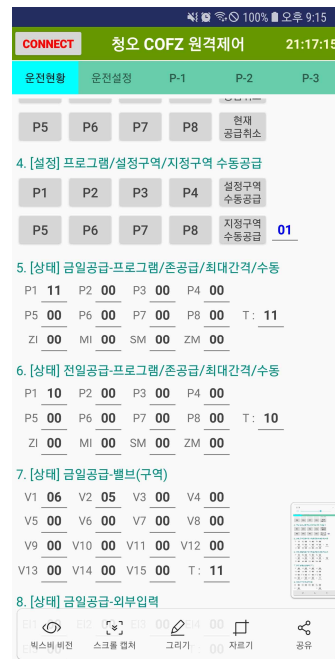 100% 오후 9:15
CONNECT 청오 COFZ 원격제어 21:17:15
운전현황 운전설정 P-1 P-2 P-3
공급취소
P5 P6 P7 P8 현재 공급취소
4. [설정] 프로그램/설정구역/지정구역 수동공급
P1 P2 P3 P4 설정구역 수동공급
P5 P6 P7 P8 지정구역 수동공급 01
5. [상태] 금일공급-프로그램/존공급/최대간격/수동
P1 11 P2 00 P3 00 P4 00
P5 00 P6 00 P7 00 P8 00 T: 11
ZI 00 MI 00 SM 00 ZM 00
6. [상태] 전일공급-프로그램/존공급/최대간격/수동
P1 10 P2 00 P3 00 P4 00
P5 00 P6 00 P7 00 P8 00 T: 10
ZI 00 MI 00 SM 00 ZM 00
7. [상태] 금일공급-밸브(구역)
V1 06 V2 05 V3 00 V4 00
V5 00 V6 00 V7 00 V8 00
V9 00 V10 00 V11 00 V12 00
V13 00 V14 00 V15 00 T: 11
8. [상태] 금일공급-외부입력
빅스비 비전 스크롤 캡처 그리기 자르기 공유